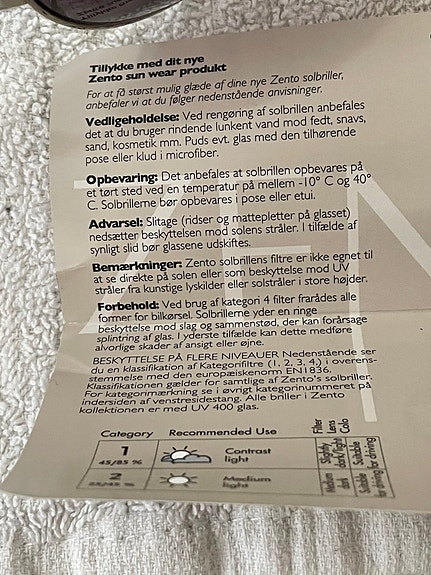 Tillykke med dit nye
Zento sun wear produkt
For at få størst mulig glæde af dine nye Zento solbriller,
anbefaler vi at du følger nedenstående anvisninger.
Vedligeholdelse: Ved rengøring af solbrillen anbefales
det at du bruger rindende lunkent vand mod fedt, snavs,
sand, kosmetik mm. Puds evt. glas med den tilhørende
pose eller klud i microfiber.
Opbevaring: Det anbefales at solbrillen opbevares på
et tørt sted ved en temperatur på mellem -10° C og 40°
C. Solbrillerne bør opbevares i pose eller etui.
Advarsel: Slitage (ridser og mattepletter på glasset)
nedsætter beskyttelsen mod solens stråler. I tilfælde af
synligt slid bør glassene udskiftes.
Bemærkninger: Zento solbrillens filtre er ikke egnet til
at se direkte på solen eller som beskyttelse mod UV
stråler fra kunstige lyskilder eller solstråler i store højder.
Forbehold: Ved brug af kategori 4 filter frarådes alle
former for bilkørsel. Solbrillerne yder en ringe
beskyttelse mod slag og sammenstød, der kan forårsage
splintring af glas. I yderste tilfælde kan dette medføre
alvorlige skader af ansigt eller øjne.
BESKYTTELSE PÅ FLERE NIVEAUER Nedenstående ser
du en klassifikation af Kategorifiltre (1, 2, 3, 4,) i overens-
stemmelse med den europæiskenorm EN1836.
Klassifikationen gælder for samtlige af Zento's solbriller.
For kategorimærkning se i øvrigt kategorinummeret på
indersiden af venstresidestang. Alle briller i Zento
kollektionen er med UV 400 glas.
Category Recommended Use Filter Lens Colo
1 Contrast light Slightly dark/light Suitable for driving
45/85 %
2 Medium light Medium dark Suitable for driving